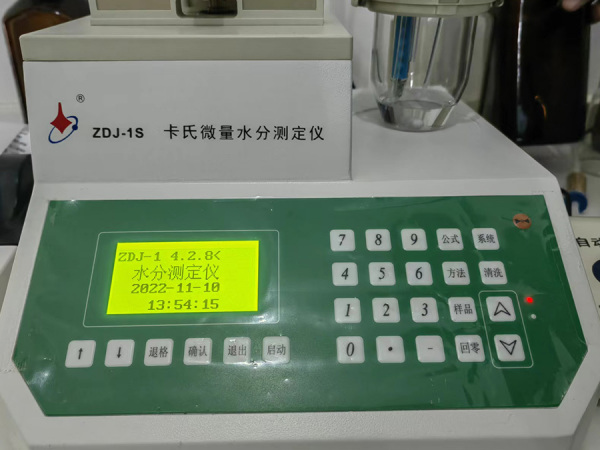 ®
ZDJ-1S 卡氏微量水分测定仪
ZDJ-1 4.2.8<
水分测定仪
2022-11-10
13:54:15
7 8 9 公式 系统
4 5 6 方法 清洗
1 2 3 样品
0 · - 回零
↑ ↓ 退格 确认 退出 启动
自动